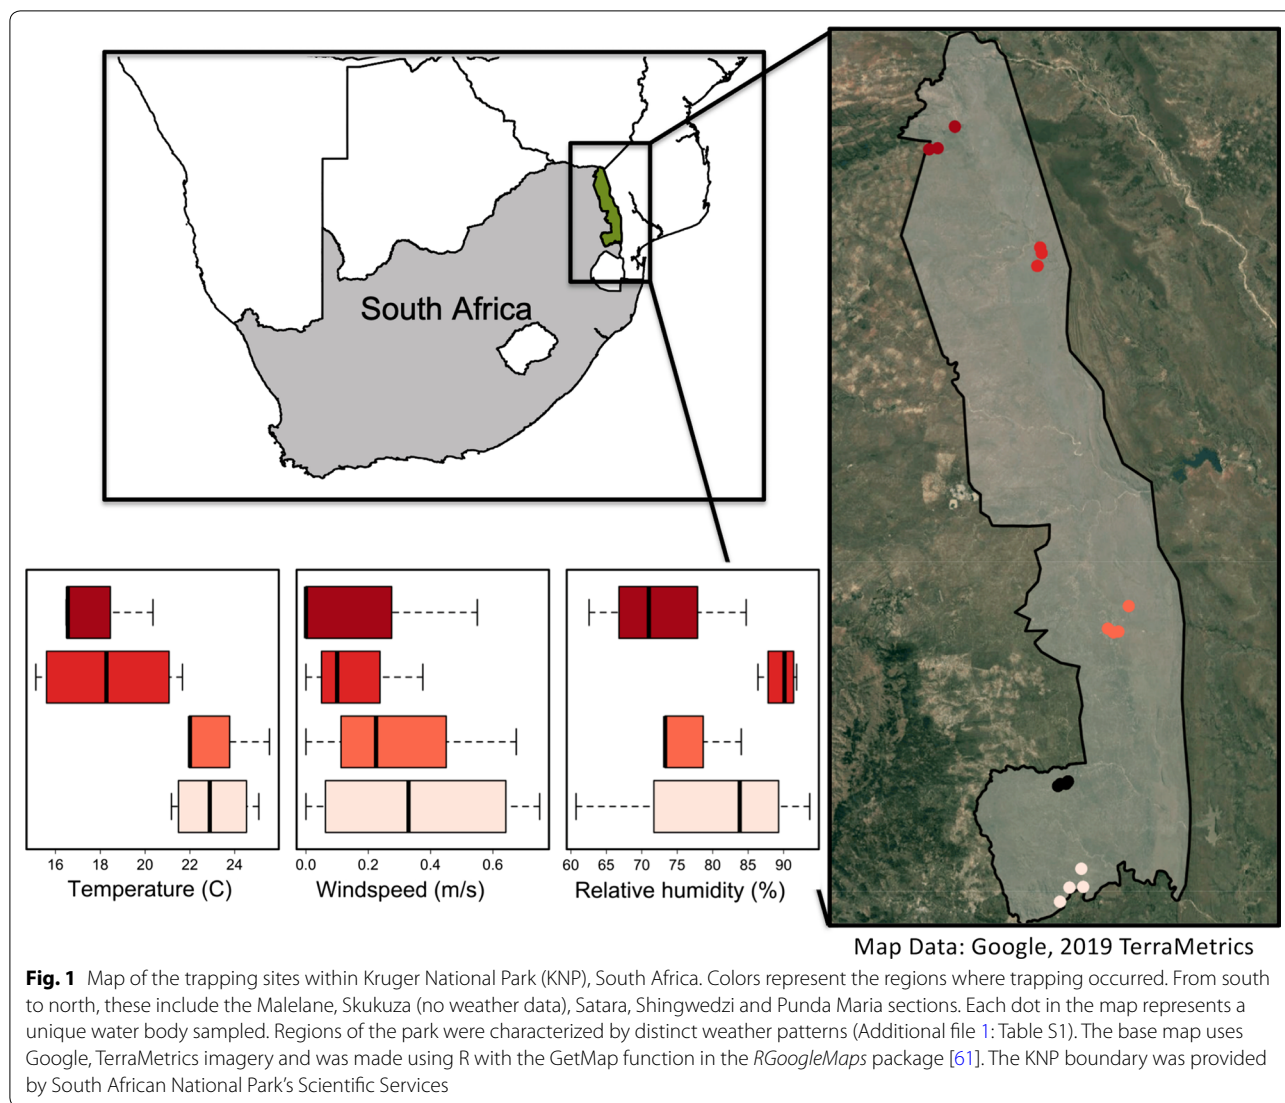 South Africa
16 18 20 22 24
Temperature (C)
0.0 0.2 0.4 0.6
Windspeed (m/s)
60 65 70 75 80 85 90
Relative humidity (%)
Map Data: Google, 2019 TerraMetrics
Fig. 1 Map of the trapping sites within Kruger National Park (KNP), South Africa. Colors represent the regions where trapping occurred. From south
to north, these include the Malelane, Skukuza (no weather data), Satara, Shingwedzi and Punda Maria sections. Each dot in the map represents a
unique water body sampled. Regions of the park were characterized by distinct weather patterns (Additional file 1: Table S1). The base map uses
Google, TerraMetrics imagery and was made using R with the GetMap function in the RGoogleMaps package [61]. The KNP boundary was provided
by South African National Park's Scientific Services